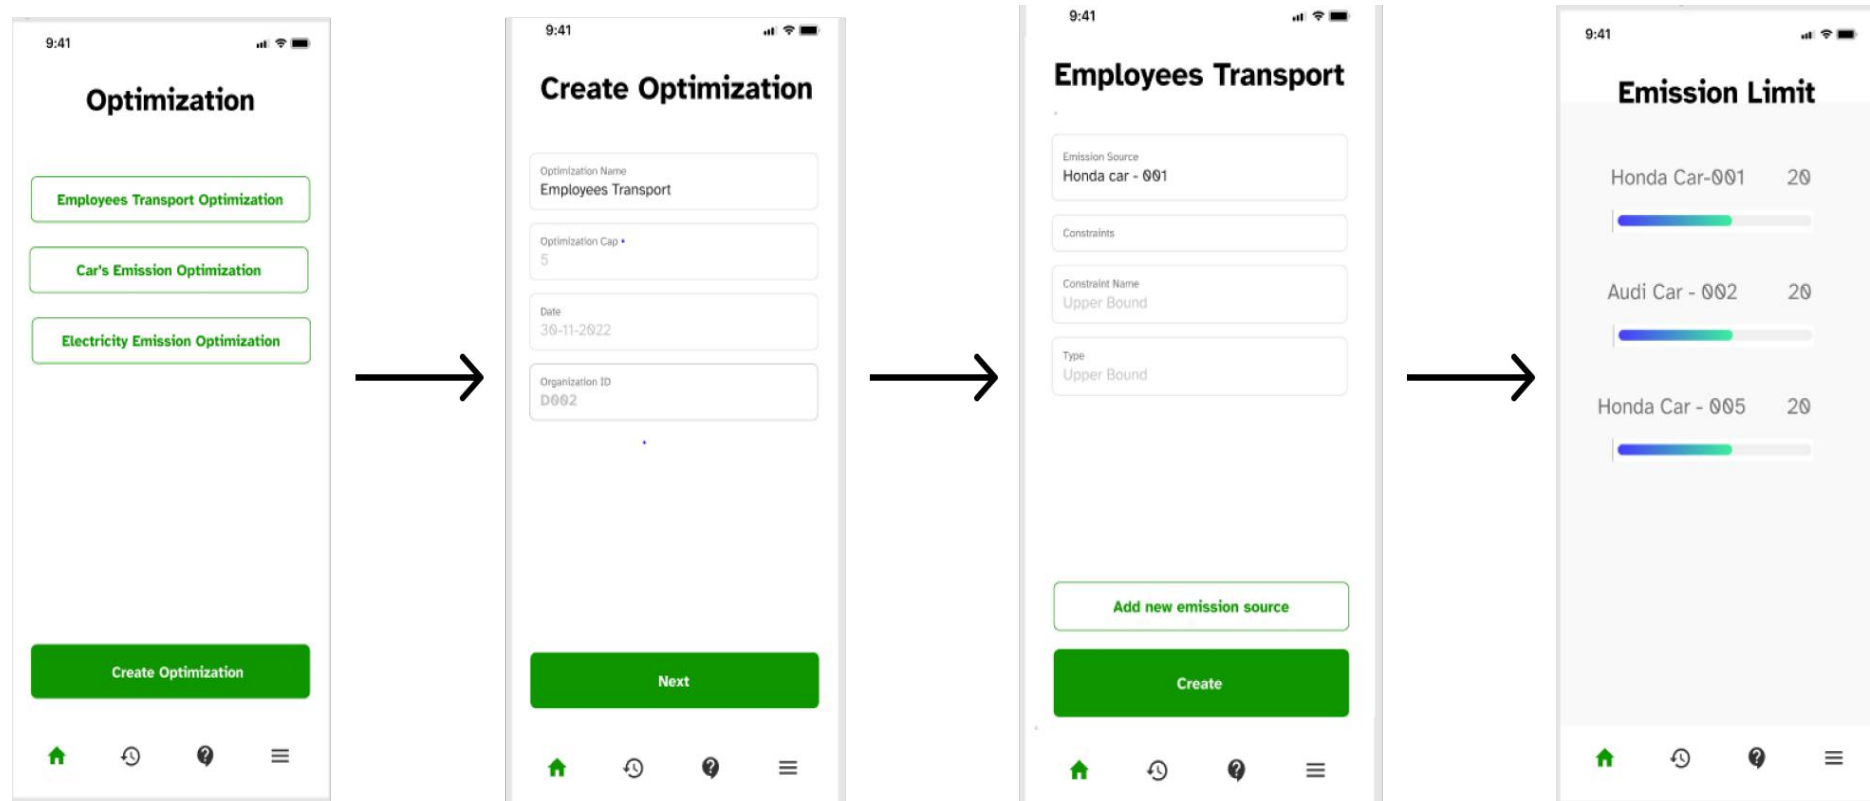 9:41
Optimization
Employees Transport Optimization
Car's Emission Optimization
Electricity Emission Optimization
Create Optimization
9:41
Create Optimization
Optimization Name
Employees Transport
Optimization Cap
5
Date
30-11-2022
Organization ID
D002
Next
9:41
Employees Transport
Emission Source
Honda car - 001
Constraints
Constraint Name
Upper Bound
Type
Upper Bound
Add new emission source
Create
9:41
Emission Limit
Honda Car-001 20
Audi Car - 002 20
Honda Car - 005 20